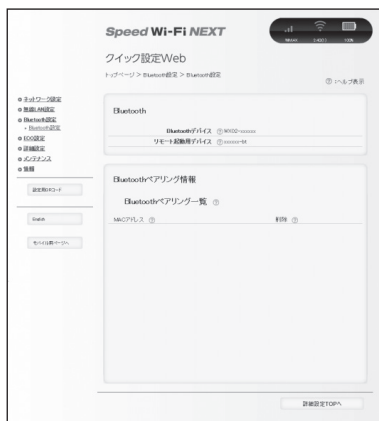 Speed Wi-Fi NEXT
クイック設定Web
トップページ > Bluetooth設定 > Bluetooth設定
?:ヘルプ表示
ネットワーク設定
無線LAN設定
Bluetooth設定
Bluetooth設定
ECO設定
詳細設定
メンテナンス
情報
設定用QRコード
English
モバイル用ページへ
Bluetooth
Bluetoothデバイス ? WX02-xxxxxx
リモート起動用デバイス ? xxxxxx-bt
Bluetoothペアリング情報
Bluetoothペアリング一覧 ?
MACアドレス ? 削除 ?
詳細設定TOPへ